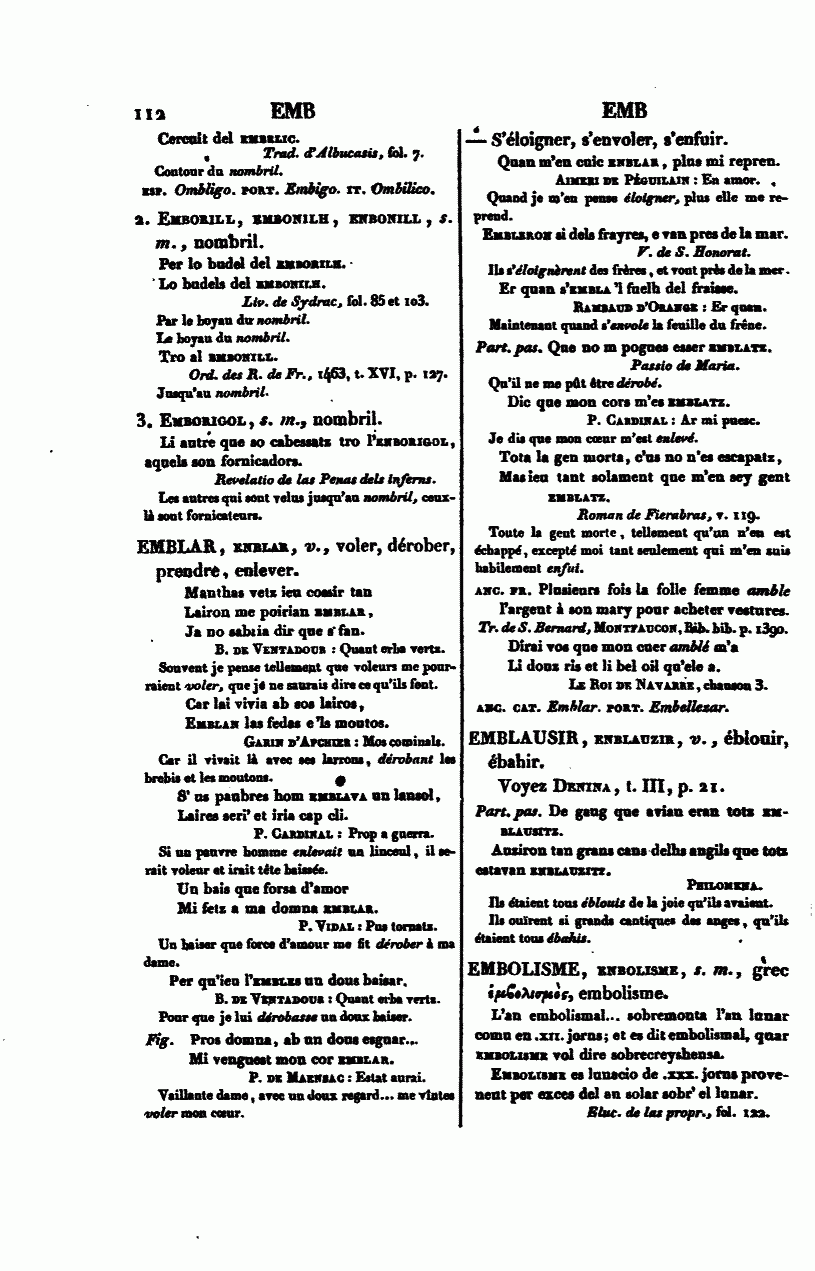 112 EMB EMB
Cercuit del EMBRLIC.
Trad. d'Albucasis, fol. 7.
Contour du nombril.
ESP. Ombligo. PORT. Embigo. IT. Ombilico.
2. EMBORILL, EMBONILH, ENBONILL, s.
m., nombril.
Per lo budel del EMBORILH.
Lo budels del EMBONILH.
Liv. de Sydrac, fol. 85 et 103.
Par le boyau du nombril.
Le boyau du nombril.
Tro al EMBONILL.
Ord. des R. de Fr., 1463, t. XVI, p. 127.
Jusqu'au nombril.
3. EMBORIGOL, s. m., nombril.
Li autre que so cabessatz tro l'ENBORIGOL,
aquels son fornicadors.
Revelatio de las Penas dels inferns.
Les autres qui sont velus jusqu'au nombril, ceux-
là sont fornicateurs.
EMBLAR, ENBLAR, v., voler, dérober,
prendre, enlever.
Manthas vetz ieu cossir tan
Lairon me poirian EMBLAR,
Ja no sabria dir que s fan.
B. DE VENTADOUR : Quant erba vertz.
Souvent je pense tellement que voleurs me pour-
raient voler, que je ne saurais dire ce qu'ils font.
Car lai vivia ab sos lairos,
EMBLAN las fedas e 'ls moutos.
GARIN D'APCHIER : Mos cominals.
Car il vivait là avec ses larrons, dérobant les
brebis et les moutons.
S' us paubres hom EMBLAVA un lansol,
Laires seri' et iria cap cli.
P. CARDINAL : Prop a guerra.
Si un pauvre homme enlevait un linceul, il se-
rait voleur et irait tête baissée.
Un bais que forsa d'amor
Mi fetz a ma domna EMBLAR.
P. VIDAL : Pus tornatz.
Un baiser que force d'amour me fit dérober à ma
dame.
Per qu'ieu l'EMBLES un dous baisar.
B. DE VENTADOUR : Quant erba vertz.
Pour que je lui dérobasse un doux baiser.
Fig. Pros domna, ab un dous esguar...
Mi venguest mon cor EMBLAR.
P. DE MAENSAC : Estat aurai.
Vaillante dame, avec un doux regard... me vîntes
voler mon cœur.
— S'éloigner, s'envoler, s'enfuir.
Quan m'en cuic ENBLAR, plus mi repren.
AIMERI DE PÉGUILAIN : En amor.
Quand je m'en pense éloigner, plus elle me re-
prend.
EMBLERON si dels frayres, e van pres de la mar.
V. de S. Honorat.
Ils s'éloignèrent des frères, et vont près de la mer.
Er quan s'EMBLA 'l fuelh del fraisse.
RAMBAUD D'ORANGE : Er quan.
Maintenant quand s'envole la feuille du frêne.
Part. pas. Que no m pogues esser EMBLATZ.
Passio de Maria.
Qu'il ne me pût être dérobé.
Dic que mon cors m'es EMBLATZ.
P. CARDINAL : Ar mi puesc.
Je dis que mon cœur m'est enlevé.
Tota la gen morta, c'us no n'es escapatz,
Mas ieu tant solament que m'en sey gent
EMBLATZ.
Roman de Fierabras, v. 119.
Toute la gent morte, tellement qu'un n'en est
échappé, excepté moi tant seulement qui m'en suis
habilement enfui.
ANC. FR. Plusieurs fois la folle femme amble
l'argent à son mary pour acheter vestures.
Tr. de S. Bernard, MONTFAUCON, Bib. bib. p. 1390.
Dirai vos que mon cuer amblé m'a
Li douz ris et li bel oil qu'ele a.
LE ROI DE NAVARRE, chanson 3.
ANC. CAT. Emblar. PORT. Embellezar.
EMBLAUSIR, ENBLAUZIR, v., éblouir,
ébahir.
Voyez DENINA, t. III, p. 21.
Part. pas. De gaug que avian eran totz EM-
BLAUSITZ.
Ausiron tan grans cans delhs angils que totz
estavan ENBLAUZITZ.
PHILOMENA.
Ils étaient tous éblouis de la joie qu'ils avaient.
Ils ouïrent si grands cantiques des anges, qu'ils
étaient tous ébahis.
EMBOLISME, ENBOLISME, s. m., grec
ἐμβολισμὸς, embolisme.
L'an embolismal... sobremonta l'an lunar
comu en .XII. jorns; et es dit embolismal, quar
EMBOLISME vol dire sobrecreyshensa.
EMBOLISME es lunacio de .XXX. jorns prove-
nent per exces del an solar sobr' el lunar.
Eluc. de las propr., fol. 122.